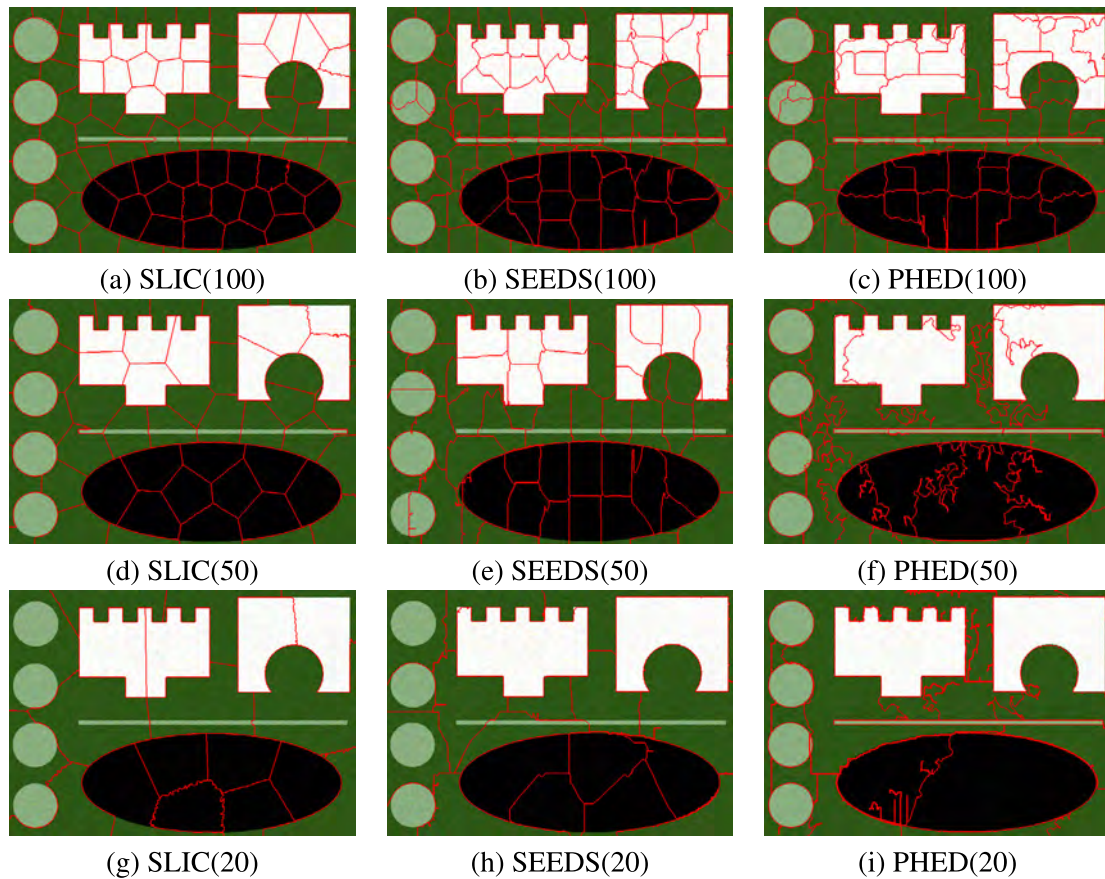 (a) SLIC(100)
(b) SEEDS(100)
(c) PHED(100)
(d) SLIC(50)
(e) SEEDS(50)
(f) PHED(50)
(g) SLIC(20)
(h) SEEDS(20)
(i) PHED(20)